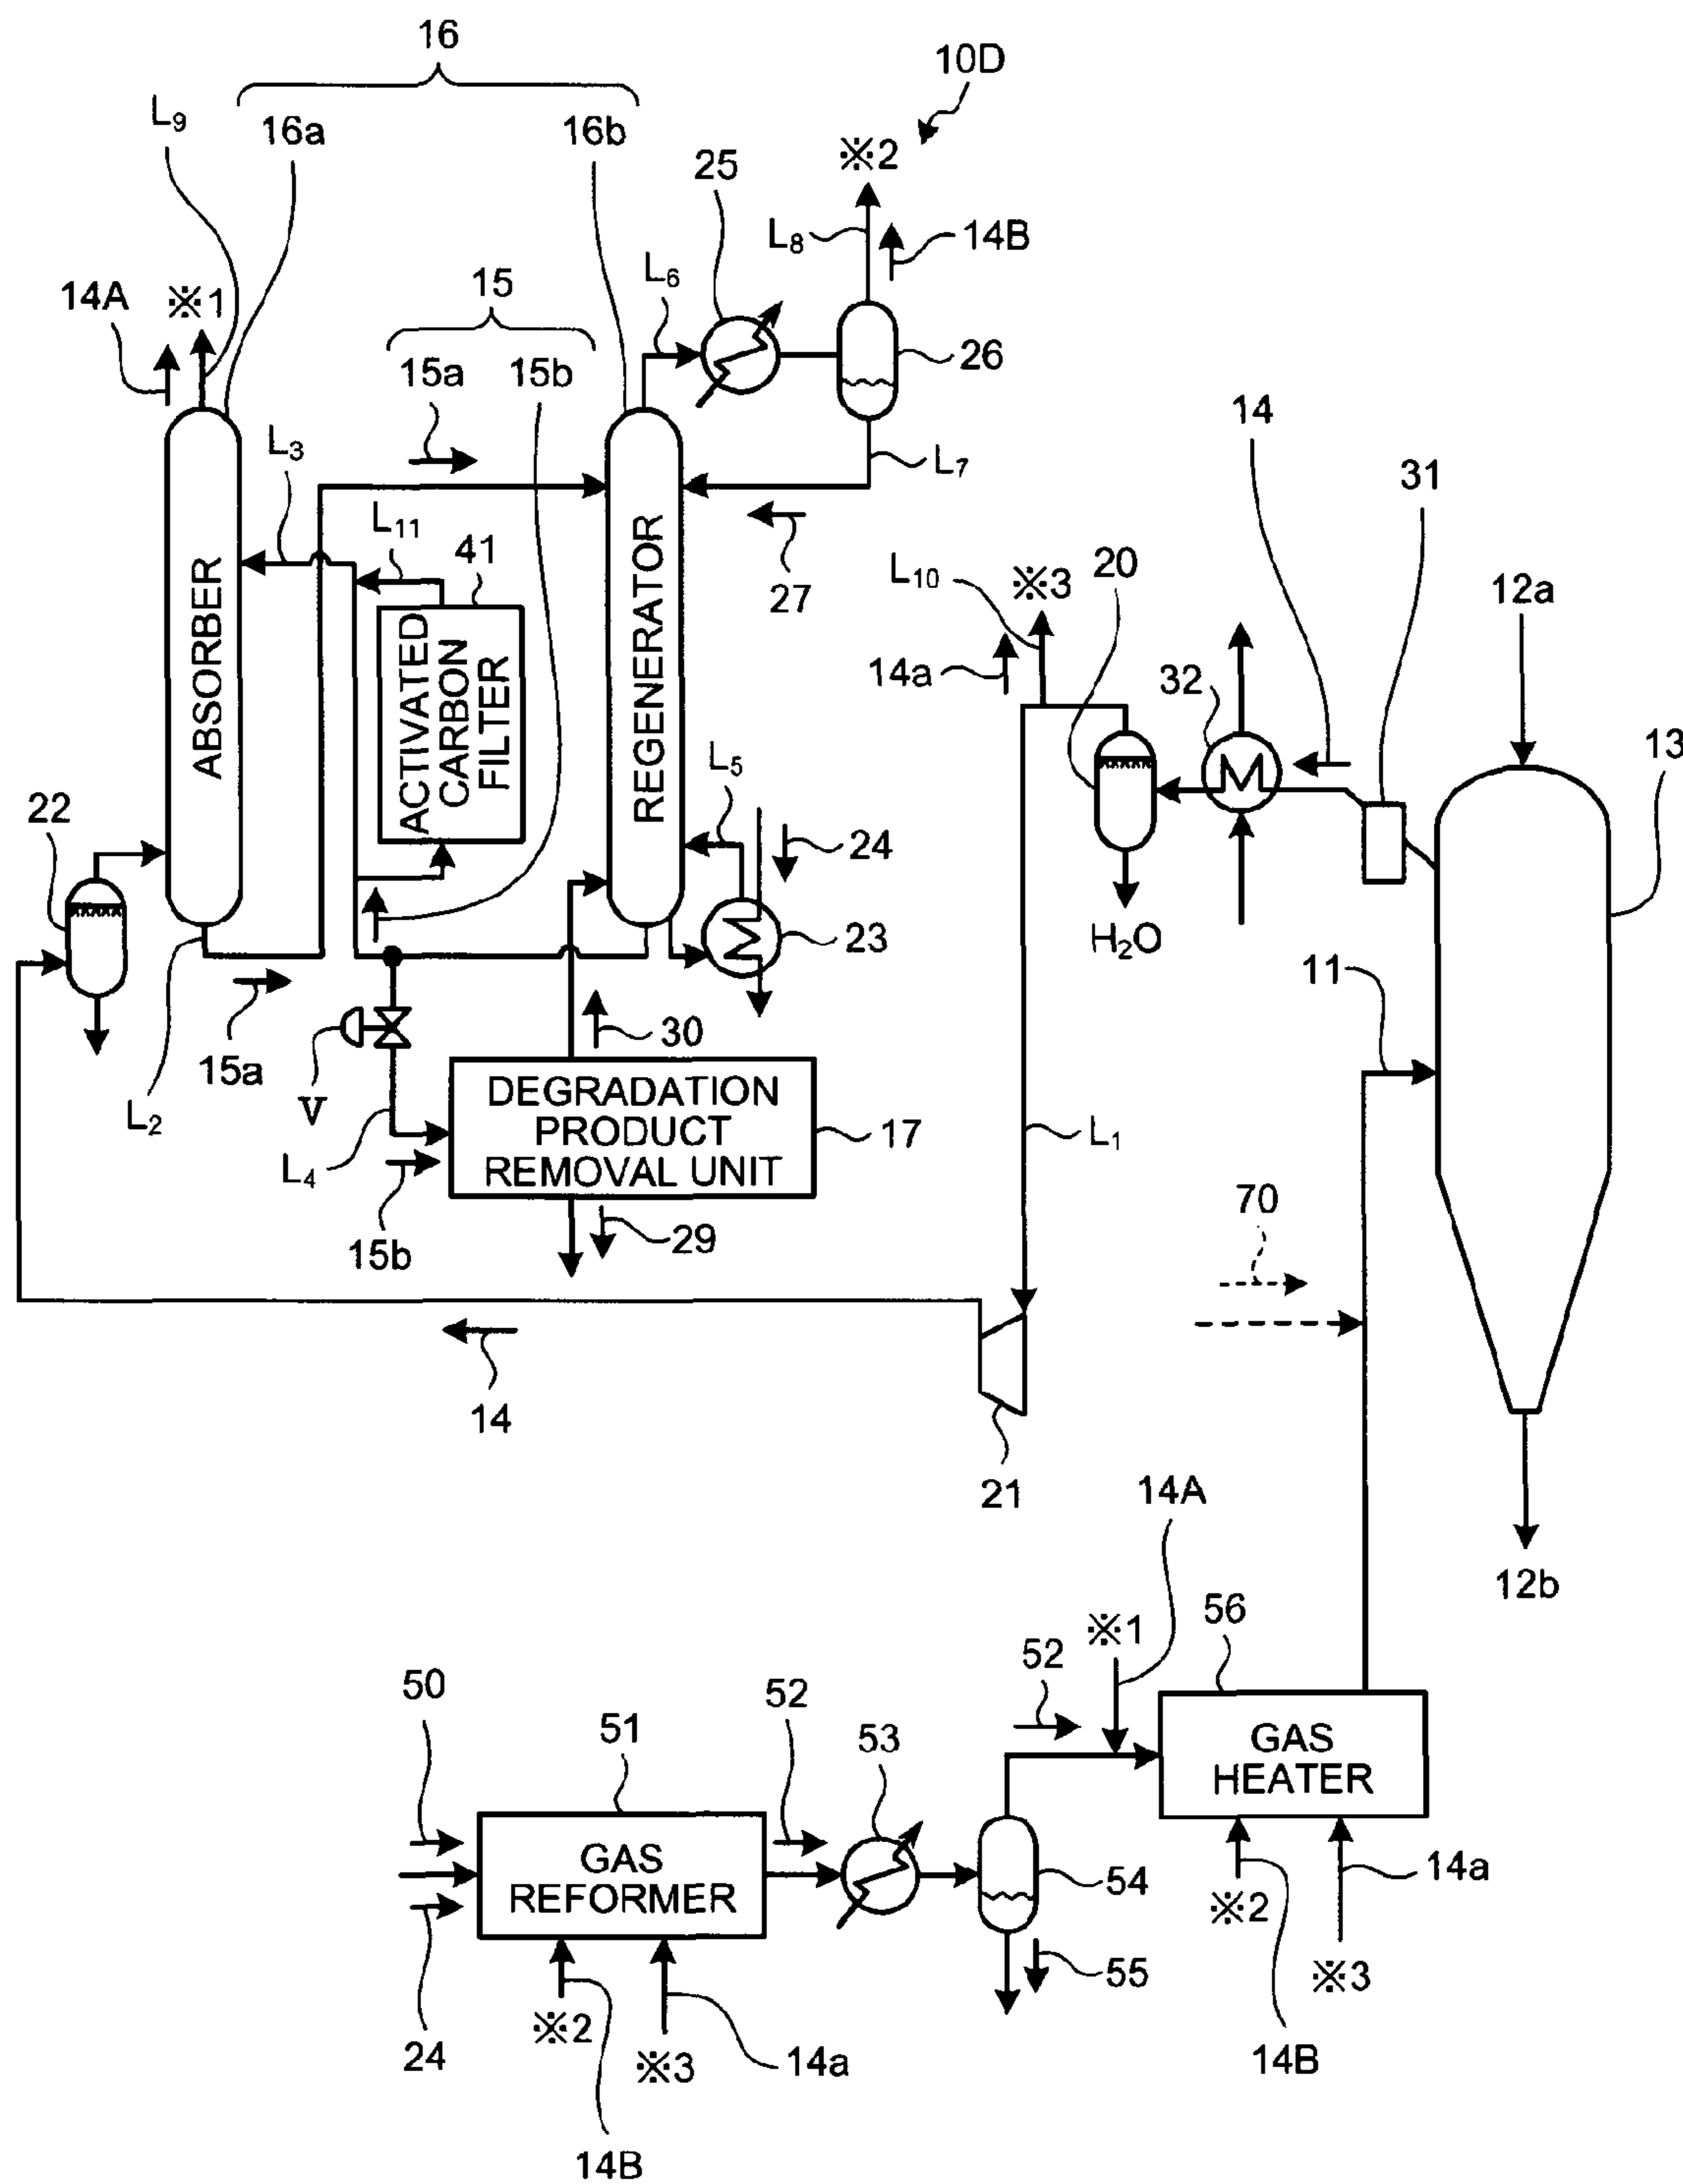 16
10D
L9
16a
16b
※2
25
L8
14B
L6
14A
※1
15
26
15a
15b
14
L3
L7
31
L11
41
27
L10
※3
20
12a
ABSORBER
ACTIVATED
CARBON
FILTER
REGENERATOR
14a
32
13
22
L5
24
23
H2O
11
15a
30
V
L2
DEGRADATION
PRODUCT
REMOVAL UNIT
17
L1
L4
15b
29
70
14
21
14A
12b
※1
56
50
52
52
51
53
GAS
HEATER
GAS
REFORMER
54
14a
※2
※3
55
24
※2
※3
14a
14B
14B